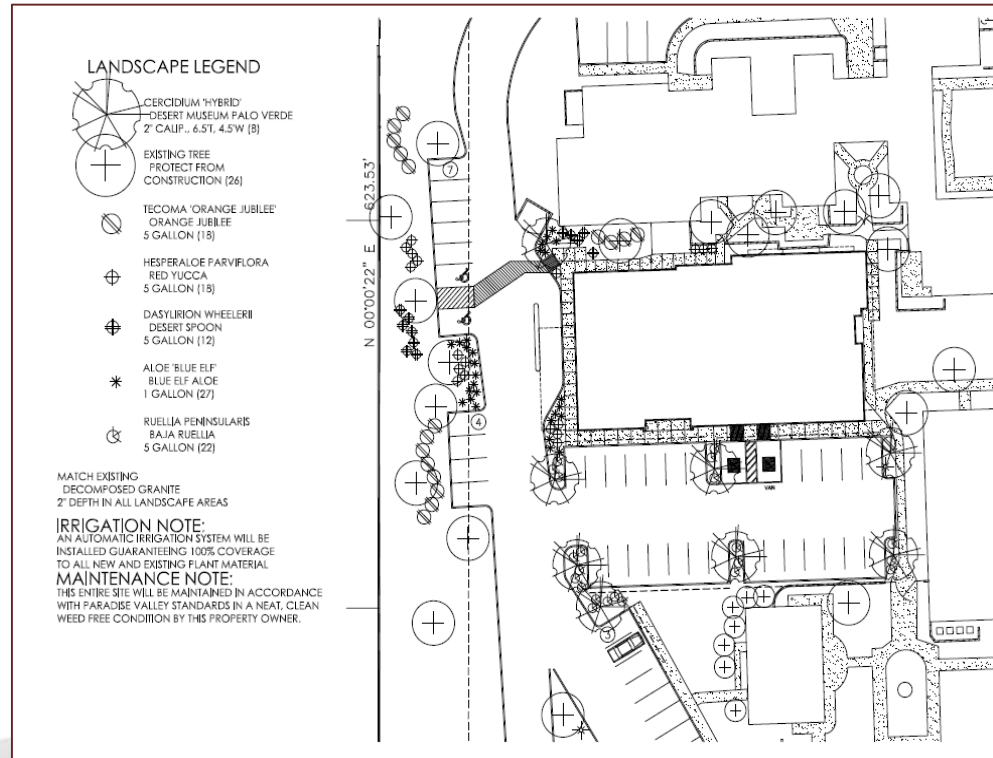 LANDSCAPE LEGEND
CERCIDIUM 'HYBRID'
DESERT MUSEUM PALO VERDE
2" CALIP., 6.5'T, 4.5'W (8)
EXISTING TREE
PROTECT FROM
CONSTRUCTION (26)
TECOMA 'ORANGE JUBILEE'
ORANGE JUBILEE
5 GALLON (18)
HESPERALOE PARVIFLORA
RED YUCCA
5 GALLON (18)
DASYLIRION WHEELERII
DESERT SPOON
5 GALLON (12)
ALOE 'BLUE ELF'
BLUE ELF ALOE
1 GALLON (27)
RUELLIA PENINSULARIS
BAJA RUELLIA
5 GALLON (22)
MATCH EXISTING
DECOMPOSED GRANITE
2" DEPTH IN ALL LANDSCAPE AREAS
IRRIGATION NOTE:
AN AUTOMATIC IRRIGATION SYSTEM WILL BE
INSTALLED GUARANTEEING 100% COVERAGE
TO ALL NEW AND EXISTING PLANT MATERIAL
MAINTENANCE NOTE:
THIS ENTIRE SITE WILL BE MAINTAINED IN ACCORDANCE
WITH PARADISE VALLEY STANDARDS IN A NEAT, CLEAN
WEED FREE CONDITION BY THIS PROPERTY OWNER.
N 00°00'22" E 623.53'
7
4
VAN
3